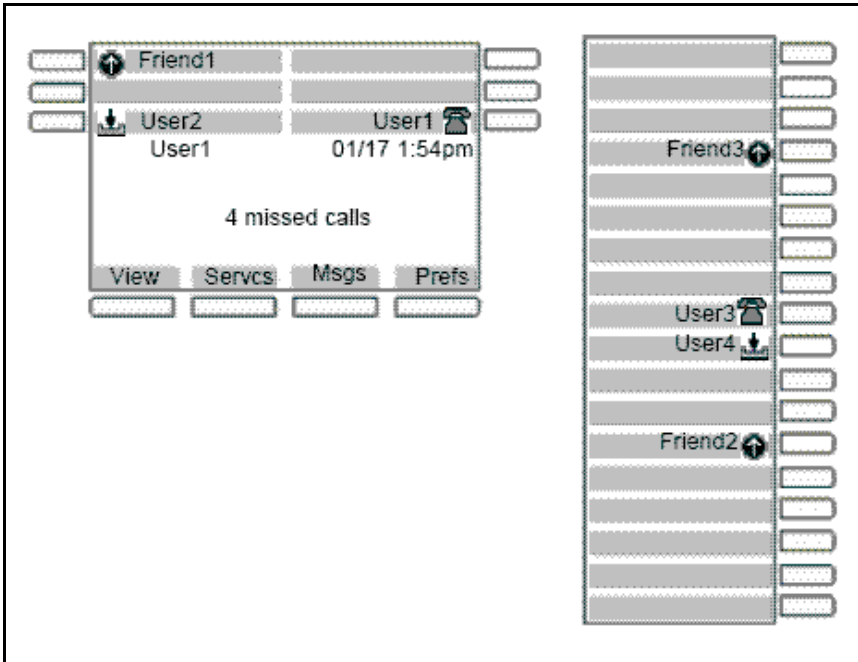 Friend1
User2 User1
User1 01/17 1:54pm
4 missed calls
View Servcs Msgs Prefs
Friend3
User3
User4
Friend2